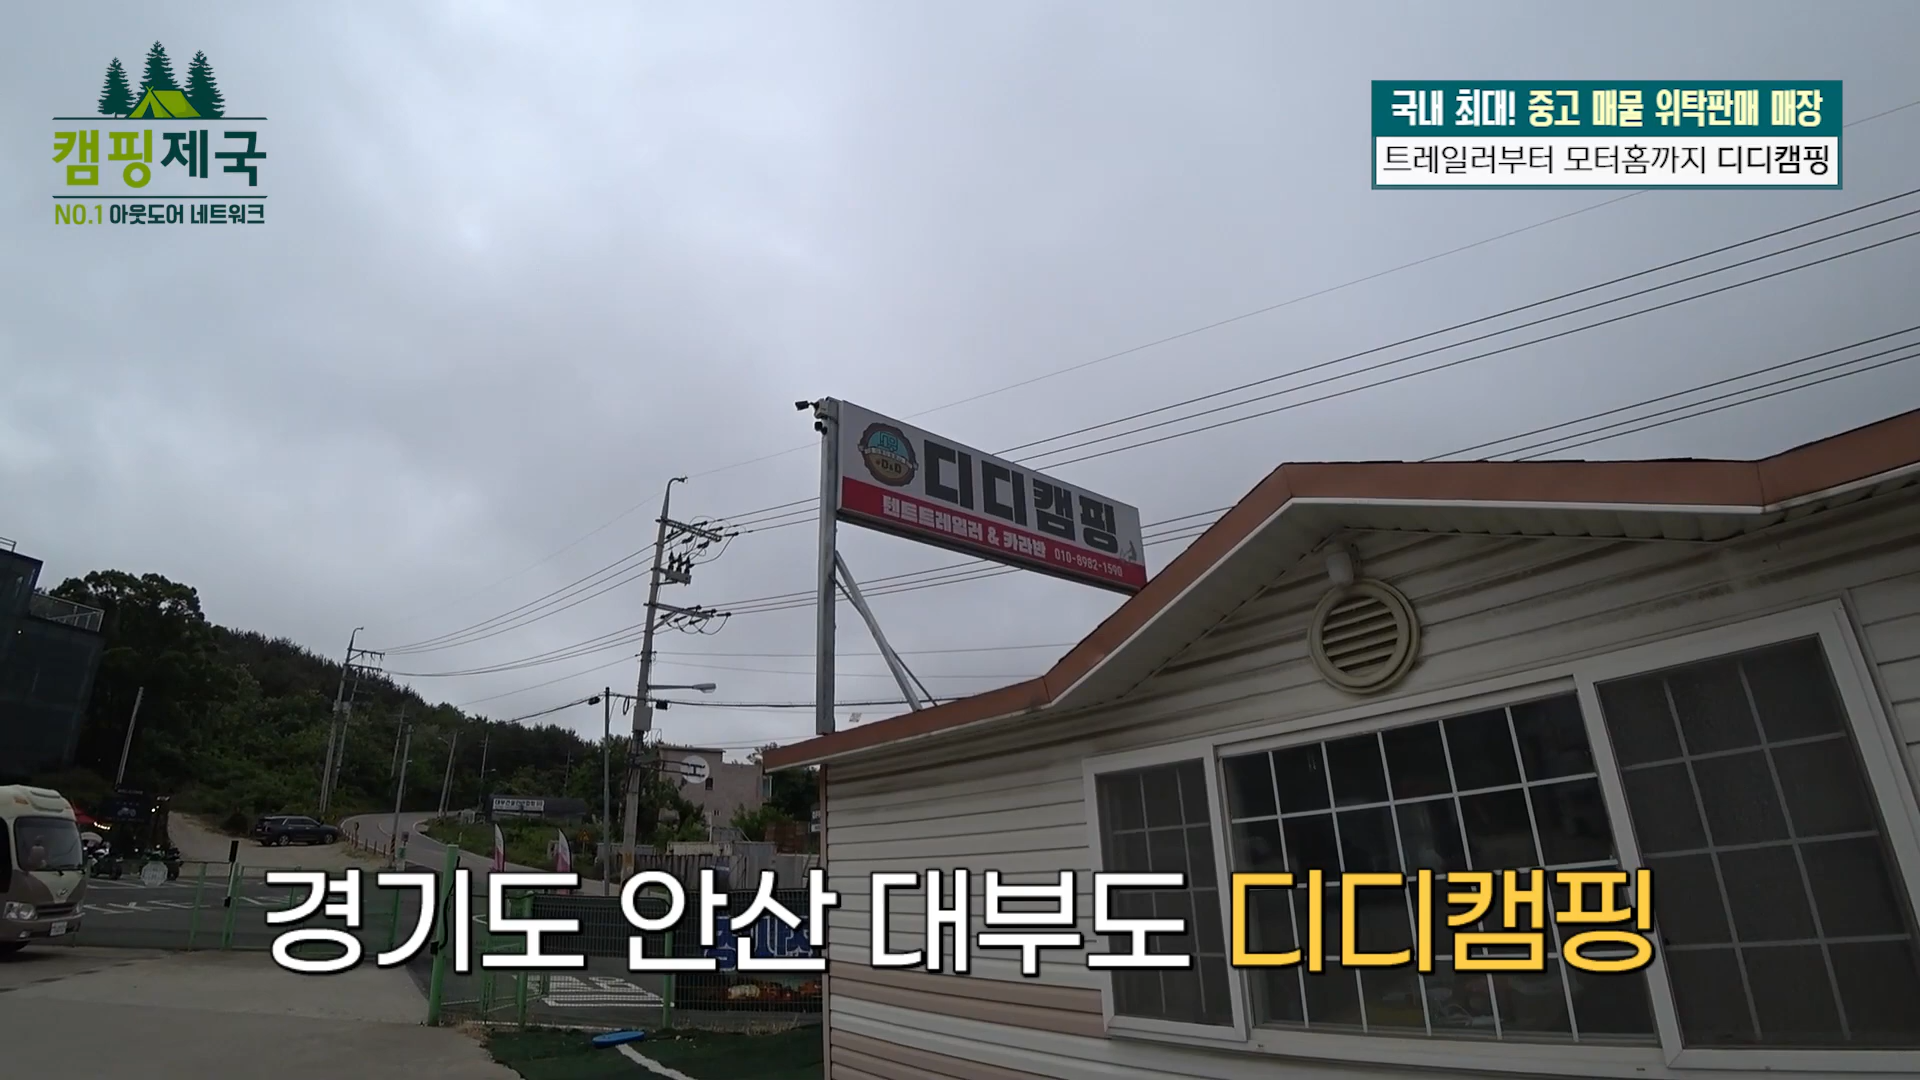 캠핑제국
NO.1 아웃도어 네트워크
국내 최대! 중고 매물 위탁판매 매장
트레일러부터 모터홈까지 디디캠핑
D&D
디디캠핑
텐트트레일러 & 카라반 010-8982-1590
경기도 안산 대부도 디디캠핑